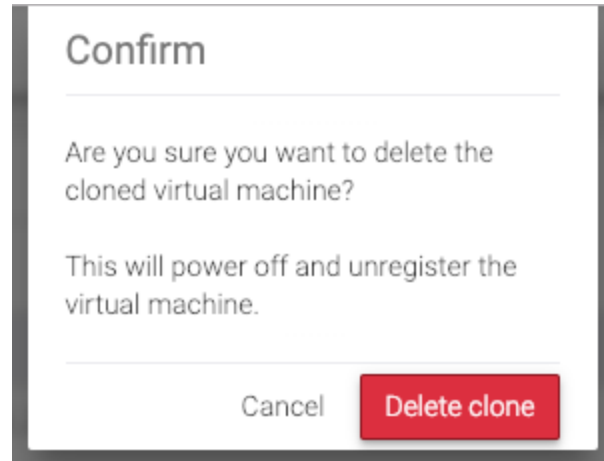 Confirm
Are you sure you want to delete the
cloned virtual machine?
This will power off and unregister the
virtual machine.
Cancel
Delete clone